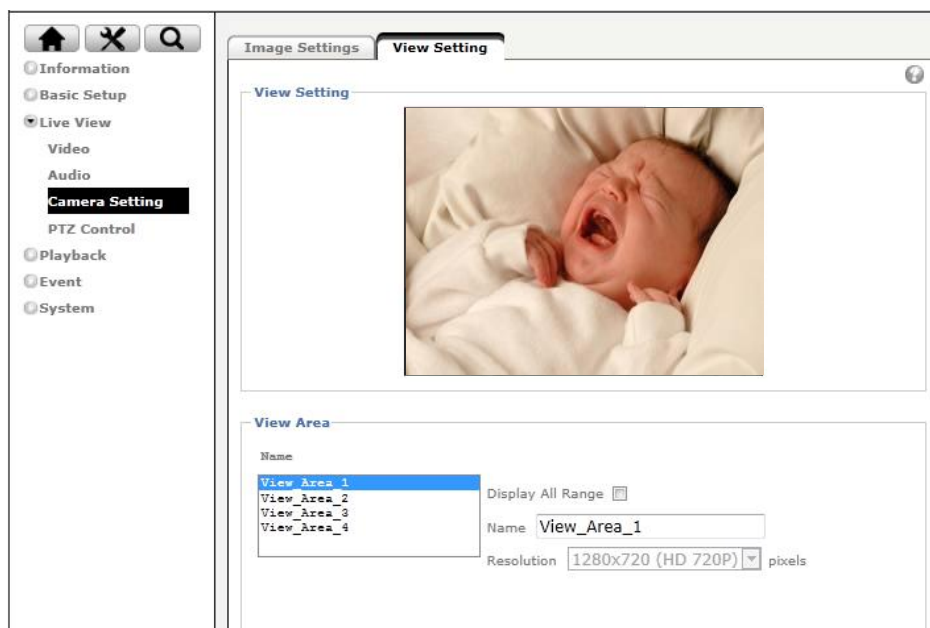 Image Settings
View Setting
Information
Basic Setup
Live View
Video
Audio
Camera Setting
PTZ Control
Playback
Event
System
View Setting
View Area
Name
View_Area_1
View_Area_2
View_Area_3
View_Area_4
Display All Range
Name View_Area_1
Resolution 1280x720 (HD 720P) pixels